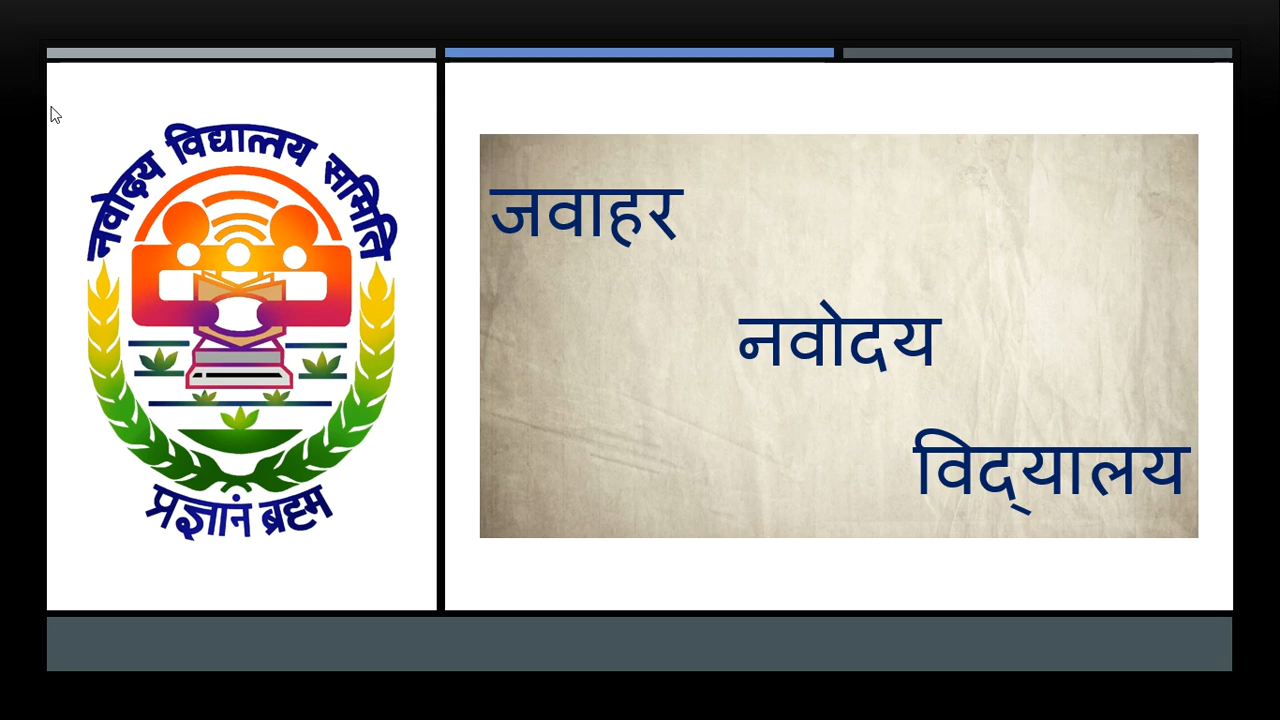 नवोदय विद्यालय समिति
प्रज्ञानं ब्रह्म
जवाहर
नवोदय
विद्‌यालय